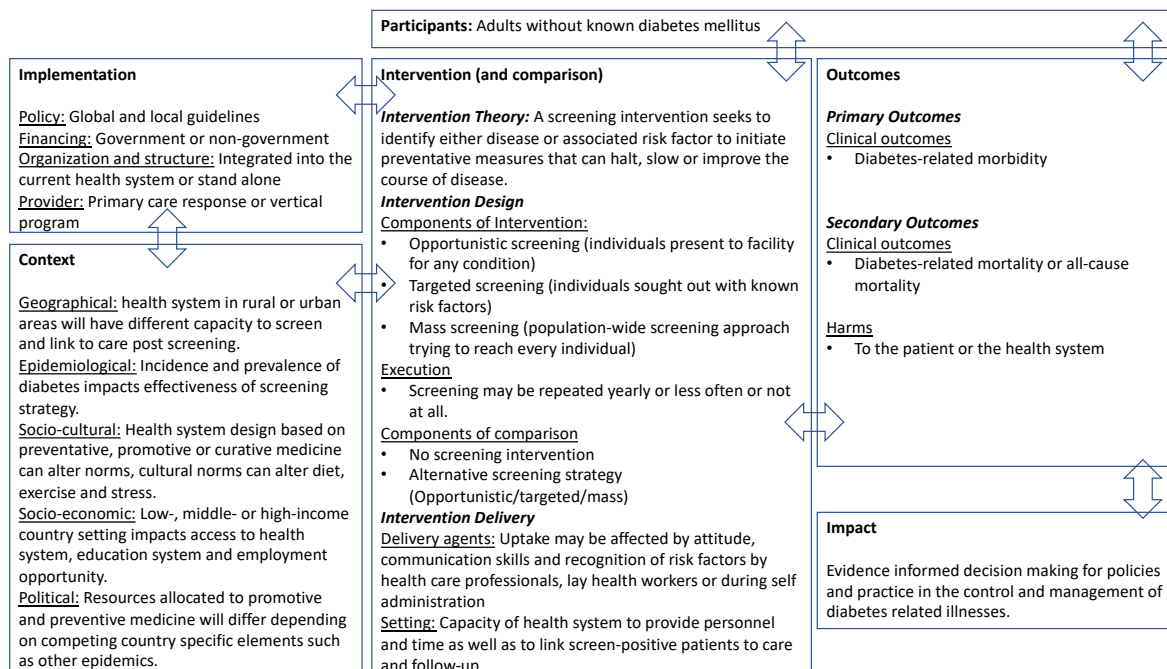 Participants: Adults without known diabetes mellitus
Implementation
Policy: Global and local guidelines
Financing: Government or non-government
Organization and structure: Integrated into the
current health system or stand alone
Provider: Primary care response or vertical
program
Context
Geographical: health system in rural or urban
areas will have different capacity to screen
and link to care post screening.
Epidemiological: Incidence and prevalence of
diabetes impacts effectiveness of screening
strategy.
Socio-cultural: Health system design based on
preventative, promotive or curative medicine
can alter norms, cultural norms can alter diet,
exercise and stress.
Socio-economic: Low-, middle- or high-income
country setting impacts access to health
system, education system and employment
opportunity.
Political: Resources allocated to promotive
and preventive medicine will differ depending
on competing country specific elements such
as other epidemics.
Intervention (and comparison)
Intervention Theory: A screening intervention seeks to
identify either disease or associated risk factor to initiate
preventative measures that can halt, slow or improve the
course of disease.
Intervention Design
Components of Intervention:
• Opportunistic screening (individuals present to facility
for any condition)
• Targeted screening (individuals sought out with known
risk factors)
• Mass screening (population-wide screening approach
trying to reach every individual)
Execution
• Screening may be repeated yearly or less often or not
at all.
Components of comparison
• No screening intervention
• Alternative screening strategy
(Opportunistic/targeted/mass)
Intervention Delivery
Delivery agents: Uptake may be affected by attitude,
communication skills and recognition of risk factors by
health care professionals, lay health workers or during self
administration
Setting: Capacity of health system to provide personnel
and time as well as to link screen-positive patients to care
and follow-up
Outcomes
Primary Outcomes
Clinical outcomes
• Diabetes-related morbidity
Secondary Outcomes
Clinical outcomes
• Diabetes-related mortality or all-cause
mortality
Harms
• To the patient or the health system
Impact
Evidence informed decision making for policies
and practice in the control and management of
diabetes related illnesses.